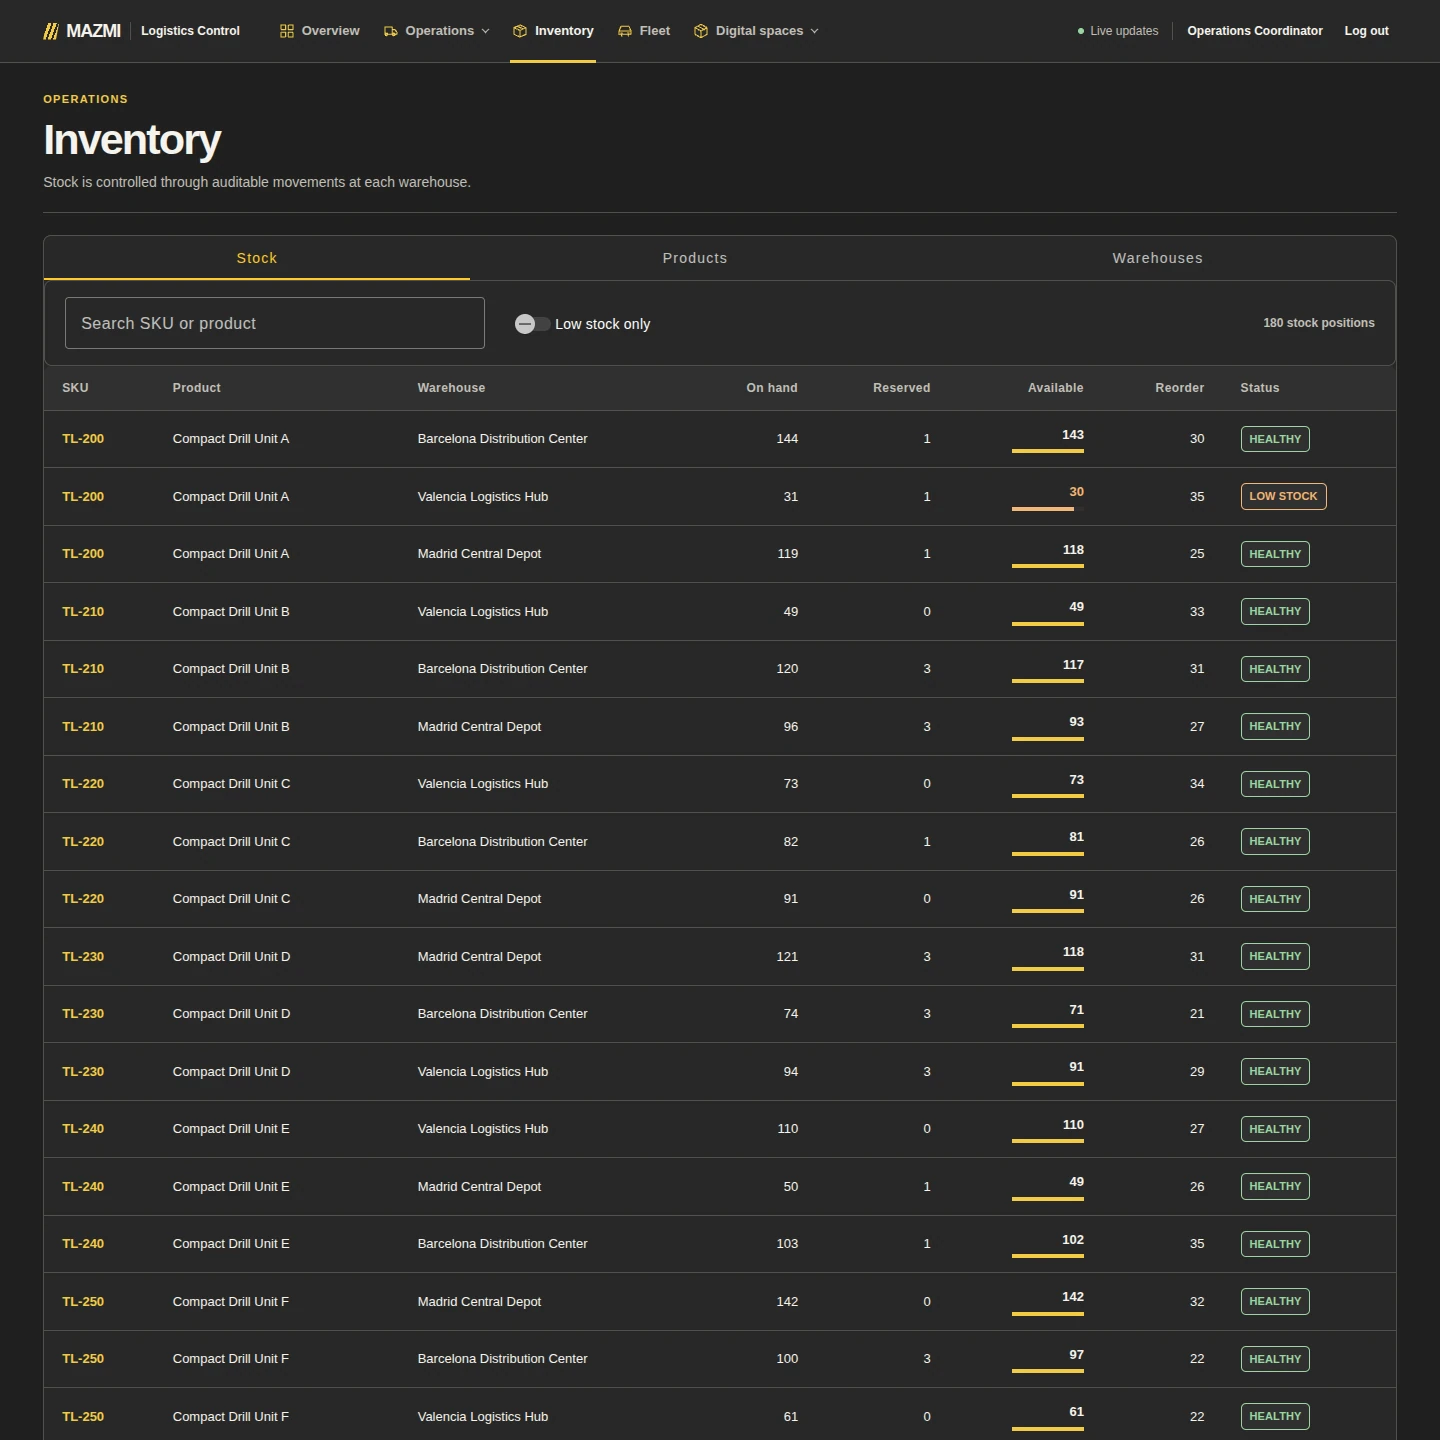 MAZMI Logistics Control Overview Operations Inventory Fleet Digital spaces Live updates Operations Coordinator Log out
OPERATIONS
Inventory
Stock is controlled through auditable movements at each warehouse.
Stock Products Warehouses
Search SKU or product Low stock only 180 stock positions
SKU Product Warehouse On hand Reserved Available Reorder Status
TL-200 Compact Drill Unit A Barcelona Distribution Center 144 1 143 30 HEALTHY
TL-200 Compact Drill Unit A Valencia Logistics Hub 31 1 30 35 LOW STOCK
TL-200 Compact Drill Unit A Madrid Central Depot 119 1 118 25 HEALTHY
TL-210 Compact Drill Unit B Valencia Logistics Hub 49 0 49 33 HEALTHY
TL-210 Compact Drill Unit B Barcelona Distribution Center 120 3 117 31 HEALTHY
TL-210 Compact Drill Unit B Madrid Central Depot 96 3 93 27 HEALTHY
TL-220 Compact Drill Unit C Valencia Logistics Hub 73 0 73 34 HEALTHY
TL-220 Compact Drill Unit C Barcelona Distribution Center 82 1 81 26 HEALTHY
TL-220 Compact Drill Unit C Madrid Central Depot 91 0 91 26 HEALTHY
TL-230 Compact Drill Unit D Madrid Central Depot 121 3 118 31 HEALTHY
TL-230 Compact Drill Unit D Barcelona Distribution Center 74 3 71 21 HEALTHY
TL-230 Compact Drill Unit D Valencia Logistics Hub 94 3 91 29 HEALTHY
TL-240 Compact Drill Unit E Valencia Logistics Hub 110 0 110 27 HEALTHY
TL-240 Compact Drill Unit E Madrid Central Depot 50 1 49 26 HEALTHY
TL-240 Compact Drill Unit E Barcelona Distribution Center 103 1 102 35 HEALTHY
TL-250 Compact Drill Unit F Madrid Central Depot 142 0 142 32 HEALTHY
TL-250 Compact Drill Unit F Barcelona Distribution Center 100 3 97 22 HEALTHY
TL-250 Compact Drill Unit F Valencia Logistics Hub 61 0 61 22 HEALTHY